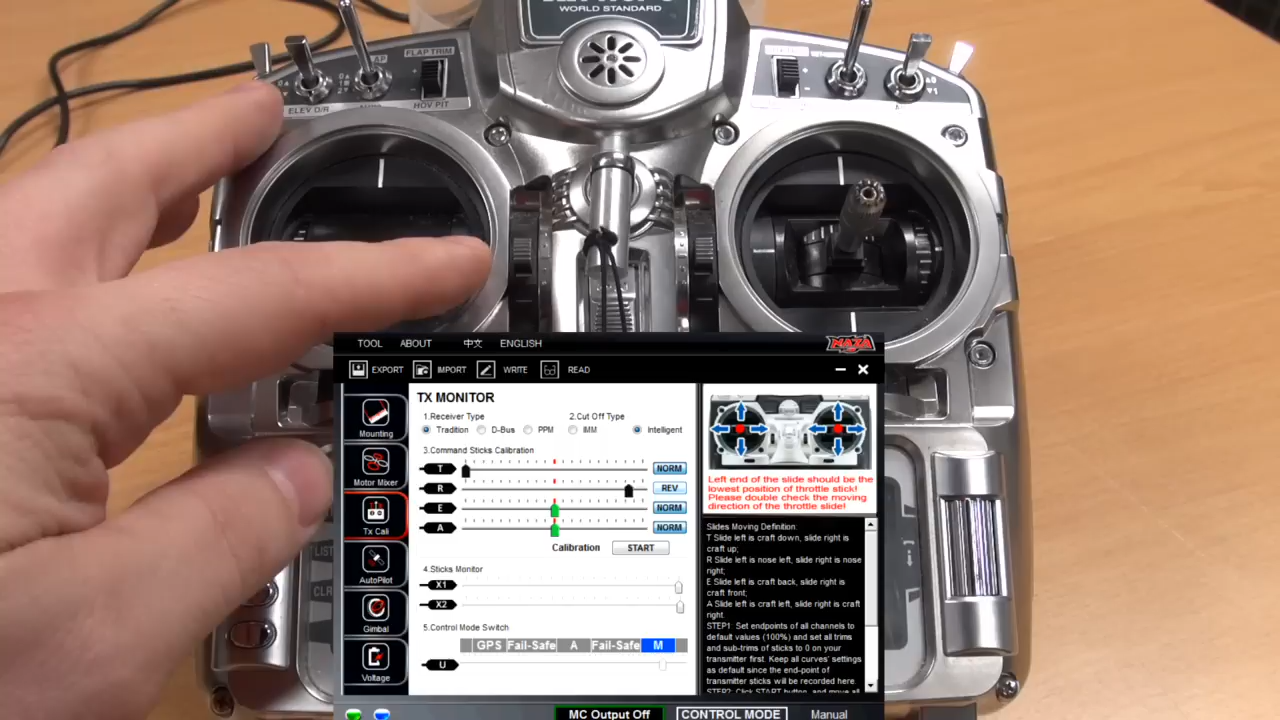 WORLD STANDARD
FLAP TRIM
ELEV D/R
HOV PIT
TOOL ABOUT 中文 ENGLISH
NAZA
EXPORT IMPORT WRITE READ
Mounting
Motor Mixer
Tx Cali
AutoPilot
Gimbal
Voltage
TX MONITOR
1.Receiver Type 2.Cut Off Type
Tradition D-Bus PPM IMM Intelligent
3.Command Sticks Calibration
T NORM
R REV
E NORM
A NORM
Calibration START
4.Sticks Monitor
X1
X2
5.Control Mode Switch
GPS Fail-Safe A Fail-Safe M
U
Left end of the slide should be the
lowest position of throttle stick!
Please double check the moving
direction of the throttle slide!
Slides Moving Definition:
T Slide left is craft down, slide right is
craft up;
R Slide left is nose left, slide right is nose
right;
E Slide left is craft back, slide right is
craft front;
A Slide left is craft left, slide right is craft
right.
STEP1 Set endpoints of all channels to
default values (100%) and set all trims
and sub-trims of sticks to 0 on your
transmitter first. Keep all curves' settings
as default since the end-point of
transmitter sticks will be recorded here.
STEP2 Click START button, and move all
MC Output Off CONTROL MODE Manual
LIST
CLR